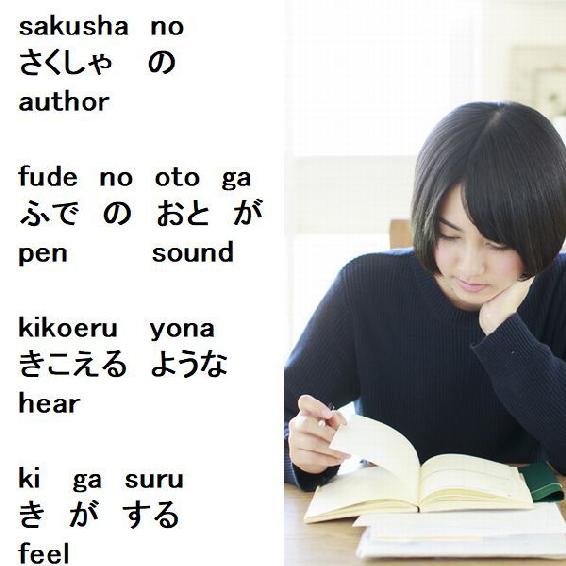 sakusha no
さくしゃ の
author
fude no oto ga
ふで の おと が
pen sound
kikoeru yona
きこえる ような
hear
ki ga suru
き が する
feel